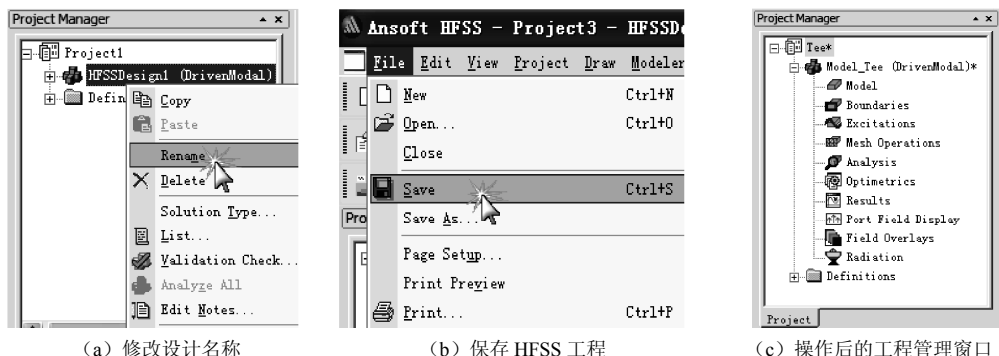 Project Manager
Project1
HFSSDesign1 (DrivenModal)
Defin
Copy
Paste
Rename
Delete
Solution Type...
List...
Validation Check...
Analyze All
Edit Notes...
(a) 修改设计名称
Ansoft HFSS - Project3 - HFSSD
File Edit View Project Draw Modeler
New Ctrl+N
Open... Ctrl+O
Close
Save Ctrl+S
Save As...
Pro
Page Setup...
Print Preview
Print... Ctrl+P
(b) 保存 HFSS 工程
Project Manager
Tee*
Model_Tee (DrivenModal)*
Model
Boundaries
Excitations
Mesh Operations
Analysis
Optimetrics
Results
Port Field Display
Field Overlays
Radiation
Definitions
Project
(c) 操作后的工程管理窗口